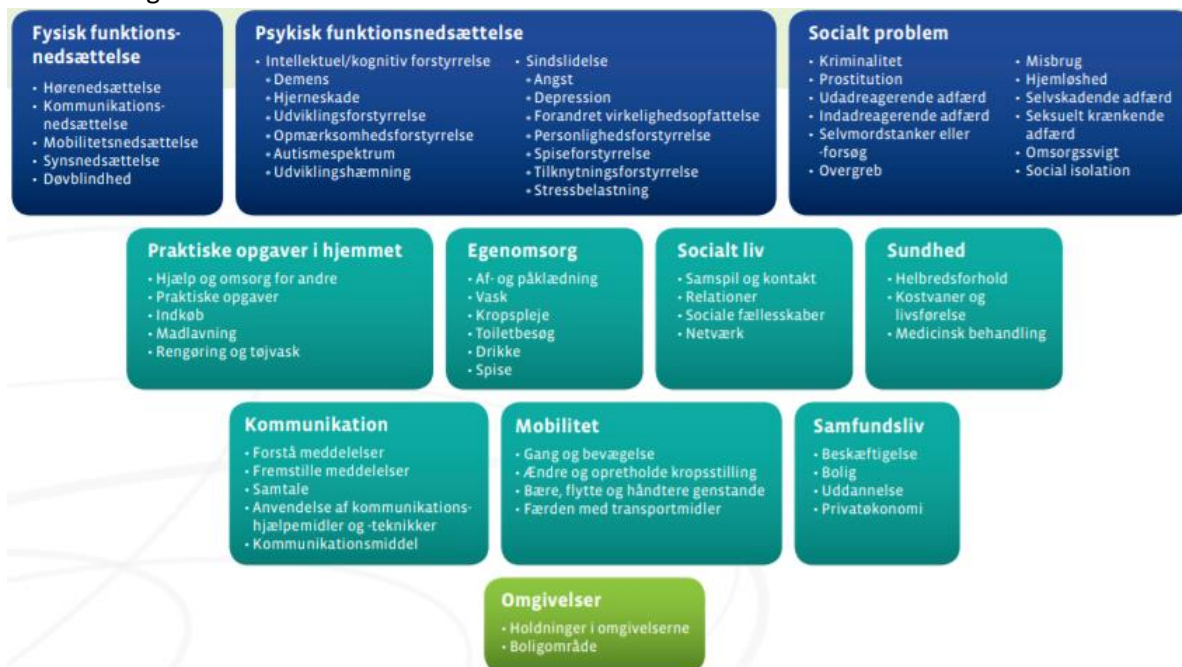 Fysisk funktions-
nedsættelse
• Hørenedsættelse
• Kommunikations-
nedsættelse
• Mobilitetsnedsættelse
• Synsnedsættelse
• Døvblindhed
Psykisk funktionsnedsættelse
• Intellektuel/kognitiv forstyrrelse
• Demens
• Hjerneskade
• Udviklingsforstyrrelse
• Opmærksomhedsforstyrrelse
• Autismespektrum
• Udviklingshæmning
• Sindslidelse
• Angst
• Depression
• Forandret virkelighedsopfattelse
• Personlighedsforstyrrelse
• Spiseforstyrrelse
• Tilknytningsforstyrrelse
• Stressbelastning
Socialt problem
• Kriminalitet
• Prostitution
• Udadreagerende adfærd
• Indadreagerende adfærd
• Selvmordstanker eller
-forsøg
• Overgreb
• Misbrug
• Hjemløshed
• Selvskadende adfærd
• Seksuelt krænkende
adfærd
• Omsorgssvigt
• Social isolation
Praktiske opgaver i hjemmet
• Hjælp og omsorg for andre
• Praktiske opgaver
• Indkøb
• Madlavning
• Rengøring og tøjvask
Egenomsorg
• Af- og påklædning
• Vask
• Kropspleje
• Toiletbesøg
• Drikke
• Spise
Socialt liv
• Samspil og kontakt
• Relationer
• Sociale fællesskaber
• Netværk
Sundhed
• Helbredsforhold
• Kostvaner og
livsførelse
• Medicinsk behandling
Kommunikation
• Forstå meddelelser
• Fremstille meddelelser
• Samtale
• Anvendelse af kommunikations-
hjælpemidler og -teknikker
• Kommunikationsmiddel
Mobilitet
• Gang og bevægelse
• Ændre og opretholde kropsstilling
• Bære, flytte og håndtere genstande
• Færden med transportmidler
Samfundsliv
• Beskæftigelse
• Bolig
• Uddannelse
• Privatøkonomi
Omgivelser
• Holdninger i omgivelserne
• Boligområde